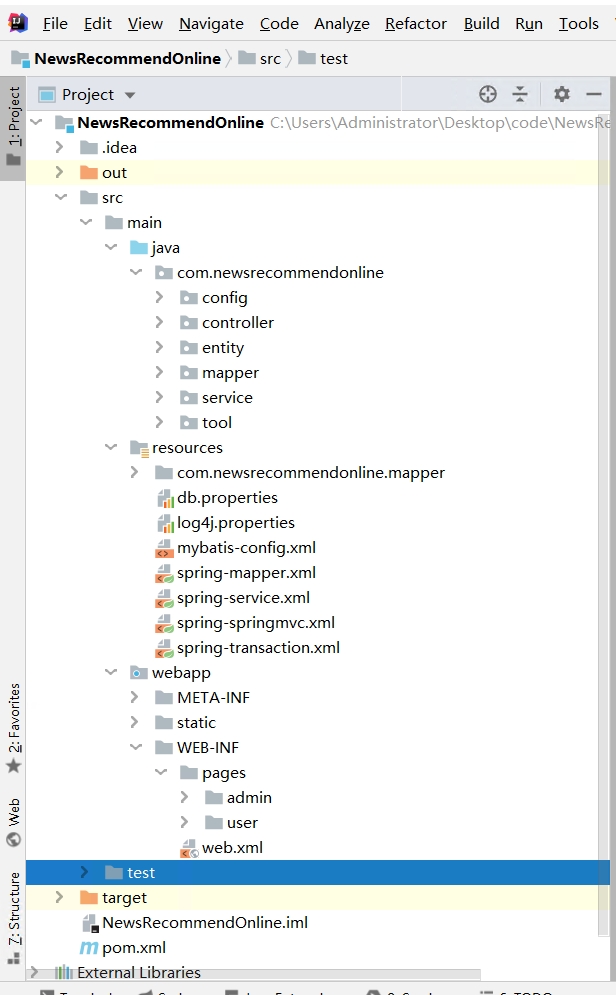 File Edit View Navigate Code Analyze Refactor Build Run Tools
NewsRecommendOnline src test
1: Project
Project
NewsRecommendOnline C:\Users\Administrator\Desktop\code\NewsRe
.idea
out
src
main
java
com.newsrecommendonline
config
controller
entity
mapper
service
tool
resources
com.newsrecommendonline.mapper
db.properties
log4j.properties
mybatis-config.xml
spring-mapper.xml
spring-service.xml
spring-springmvc.xml
spring-transaction.xml
webapp
META-INF
static
WEB-INF
pages
admin
user
web.xml
test
target
NewsRecommendOnline.iml
pom.xml
External Libraries
2: Favorites
Web
7: Structure